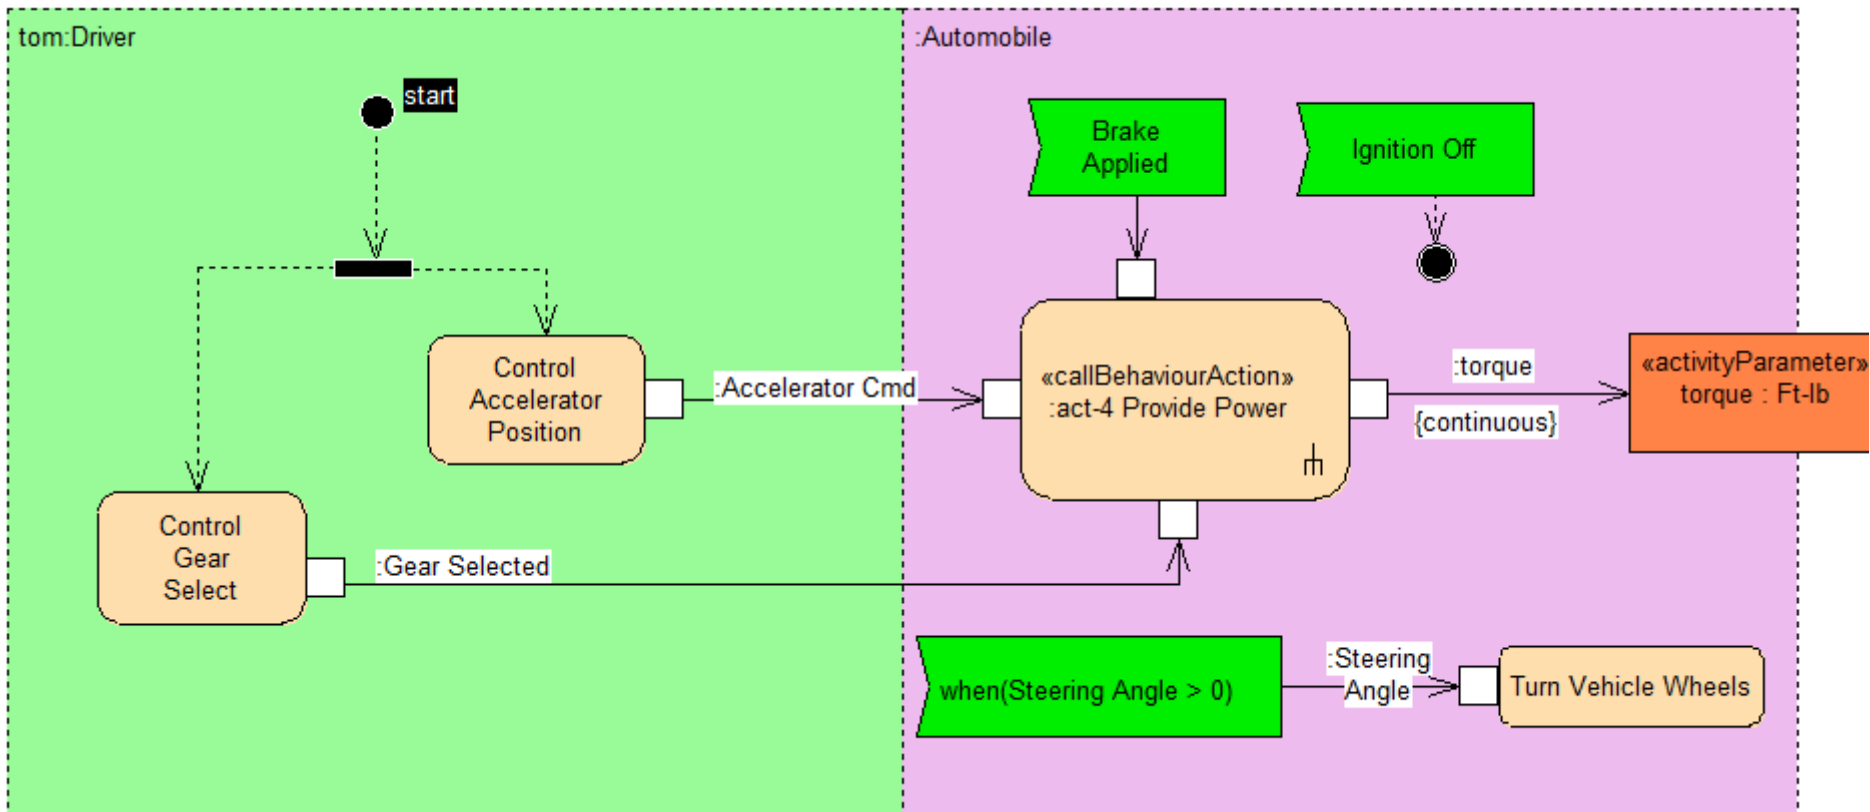 tom:Driver
:Automobile
start
Brake
Applied
Ignition Off
Control
Accelerator
Position
:Accelerator Cmd
«callBehaviourAction»
:act-4 Provide Power
:torque
{continuous}
«activityParameter»
torque : Ft-lb
Control
Gear
Select
:Gear Selected
when(Steering Angle > 0)
:Steering
Angle
Turn Vehicle Wheels